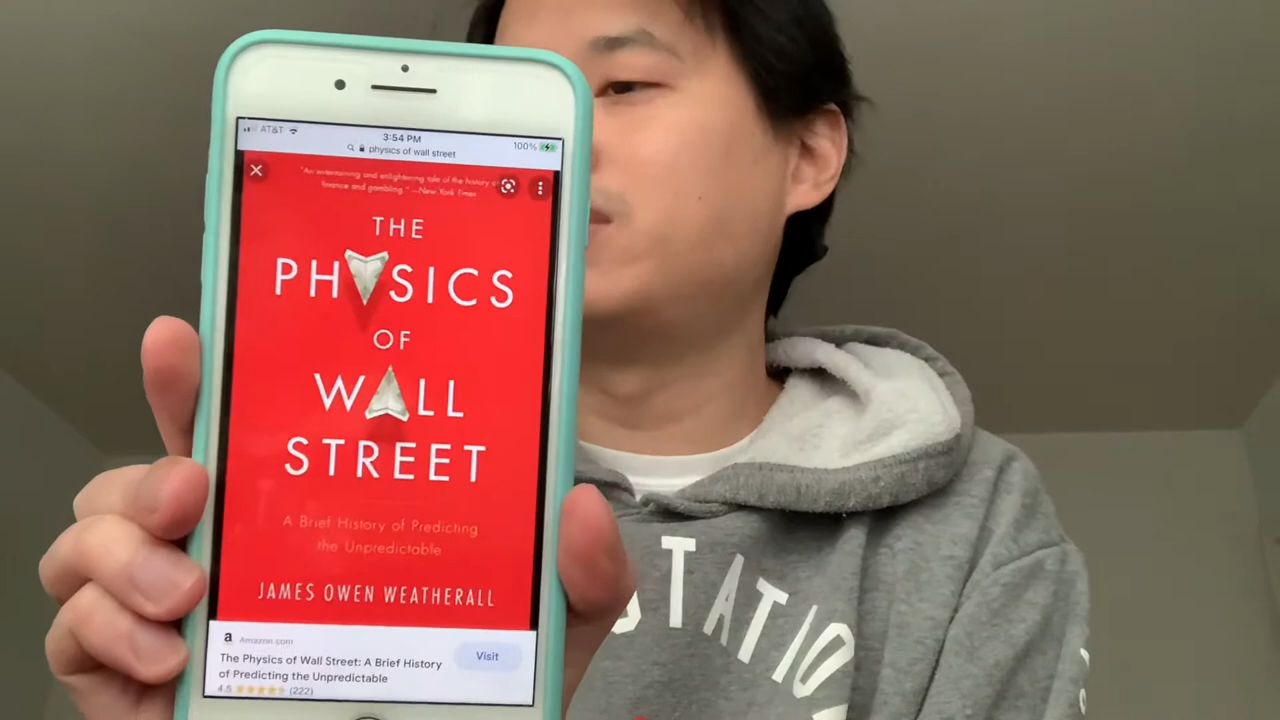 AT&T
3:54 PM
100%
physics of wall street
"An entertaining and enlightening tale of the history
finance and gambling." —New York Times
THE
PHYSICS
OF
WALL
STREET
A Brief History of Predicting
the Unpredictable
JAMES OWEN WEATHERALL
a Amazon.com
The Physics of Wall Street: A Brief History
of Predicting the Unpredictable
Visit
4.5 ★★★★★ (222)
TATION